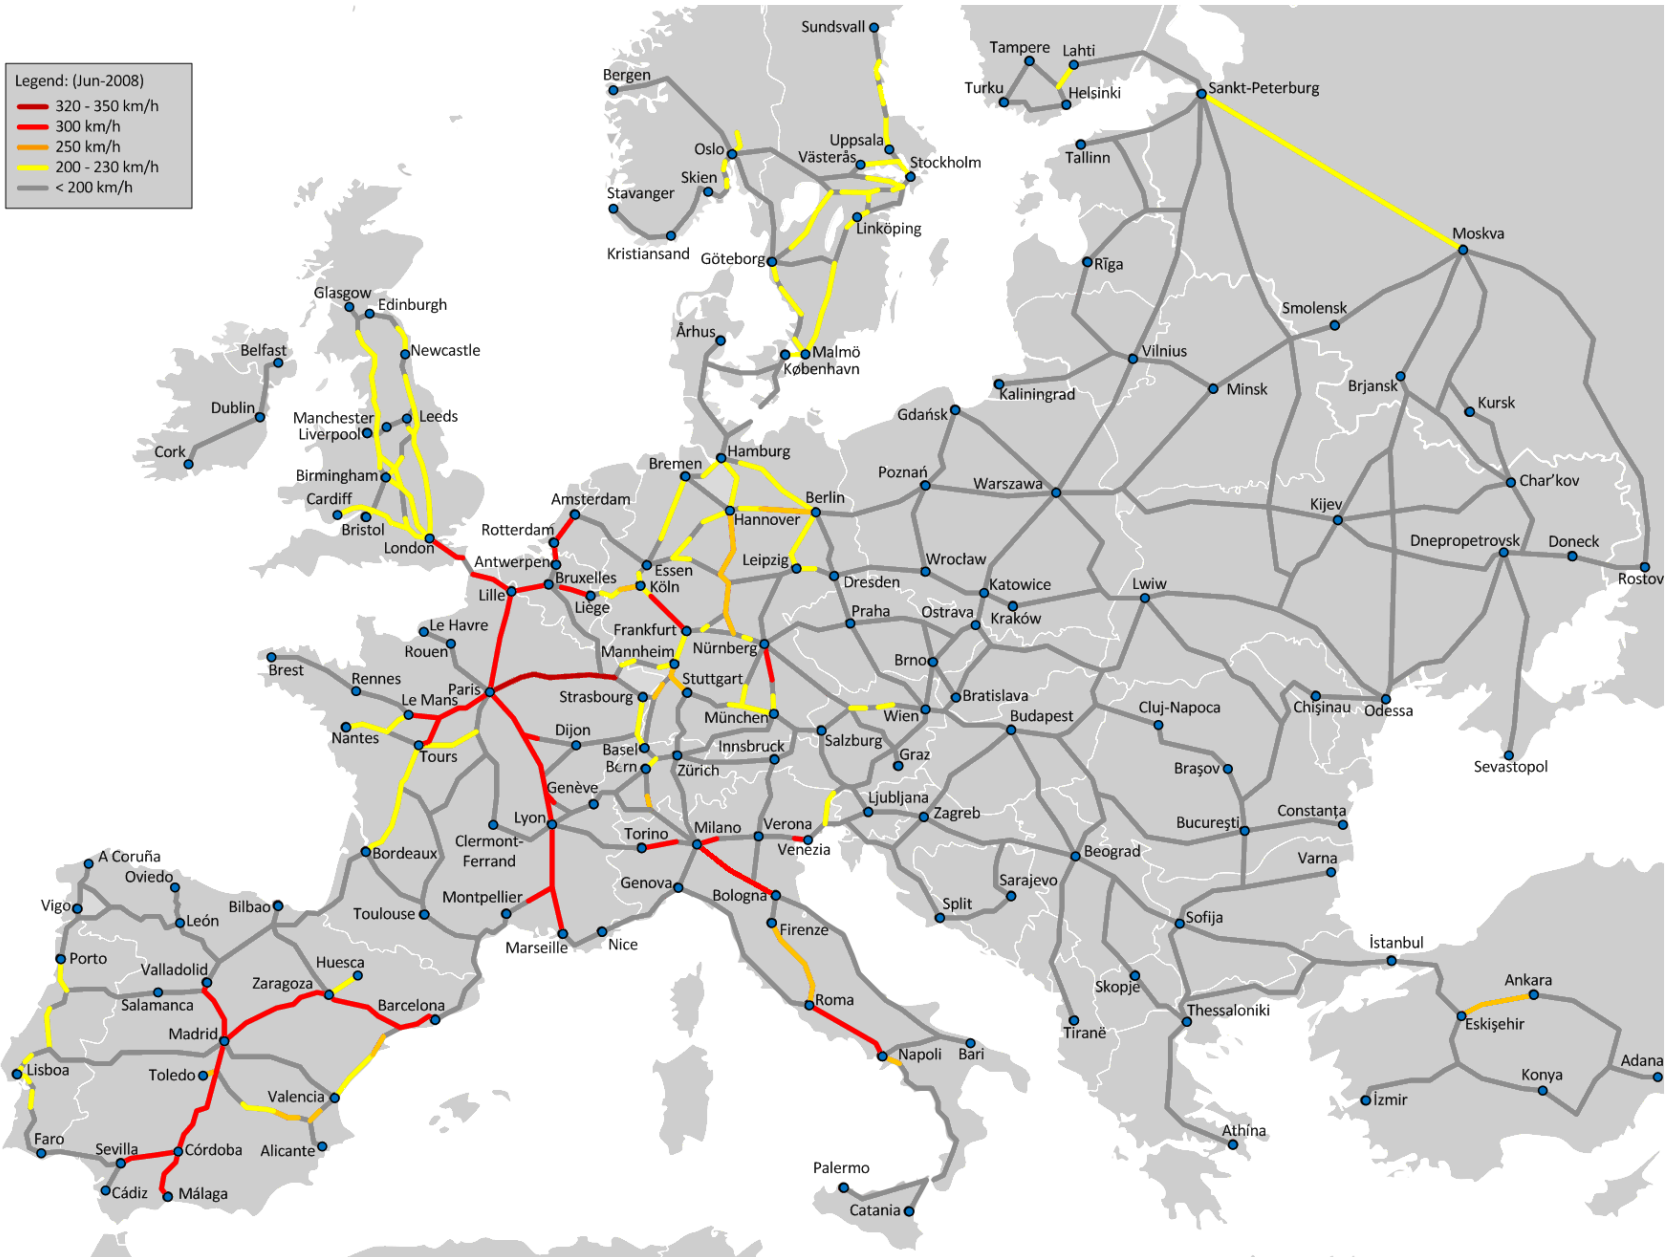 Legend: (Jun-2008)
320 - 350 km/h
300 km/h
250 km/h
200 - 230 km/h
< 200 km/h
Sundsvall
Tampere
Lahti
Bergen
Turku
Helsinki
Sankt-Peterburg
Oslo
Uppsala
Västerås
Stockholm
Tallinn
Skien
Stavanger
Linköping
Kristiansand
Göteborg
Moskva
Rīga
Glasgow
Edinburgh
Smolensk
Århus
Belfast
Newcastle
Malmö
København
Vilnius
Kaliningrad
Minsk
Brjansk
Dublin
Manchester
Leeds
Liverpool
Gdańsk
Kursk
Cork
Hamburg
Bremen
Birmingham
Poznań
Warszawa
Char'kov
Cardiff
Amsterdam
Berlin
Bristol
Rotterdam
Hannover
Kijev
London
Antwerpen
Essen
Leipzig
Wrocław
Dnepropetrovsk
Doneck
Bruxelles
Köln
Dresden
Katowice
Lwiw
Rostov
Lille
Liège
Praha
Ostrava
Kraków
Le Havre
Rouen
Frankfurt
Nürnberg
Mannheim
Brest
Brno
Rennes
Paris
Stuttgart
Le Mans
Strasbourg
Bratislava
Nantes
München
Wien
Budapest
Cluj-Napoca
Chişinau
Odessa
Tours
Dijon
Basel
Innsbruck
Salzburg
Bern
Zürich
Graz
Braşov
Sevastopol
Genève
Ljubljana
Zagreb
Constanţa
Lyon
Torino
Milano
Verona
Bucureşti
Clermont-
Ferrand
Venezia
Bordeaux
Beograd
Varna
A Coruña
Oviedo
Genova
Bologna
Sarajevo
Vigo
León
Bilbao
Toulouse
Montpellier
Split
Sofija
Marseille
Nice
Firenze
İstanbul
Porto
Valladolid
Huesca
Zaragoza
Skopje
Ankara
Salamanca
Barcelona
Roma
Thessaloniki
Eskişehir
Madrid
Tiranë
Napoli
Bari
Lisboa
Toledo
Adana
Valencia
Konya
İzmir
Faro
Sevilla
Córdoba
Alicante
Athína
Cádiz
Málaga
Palermo
Catania